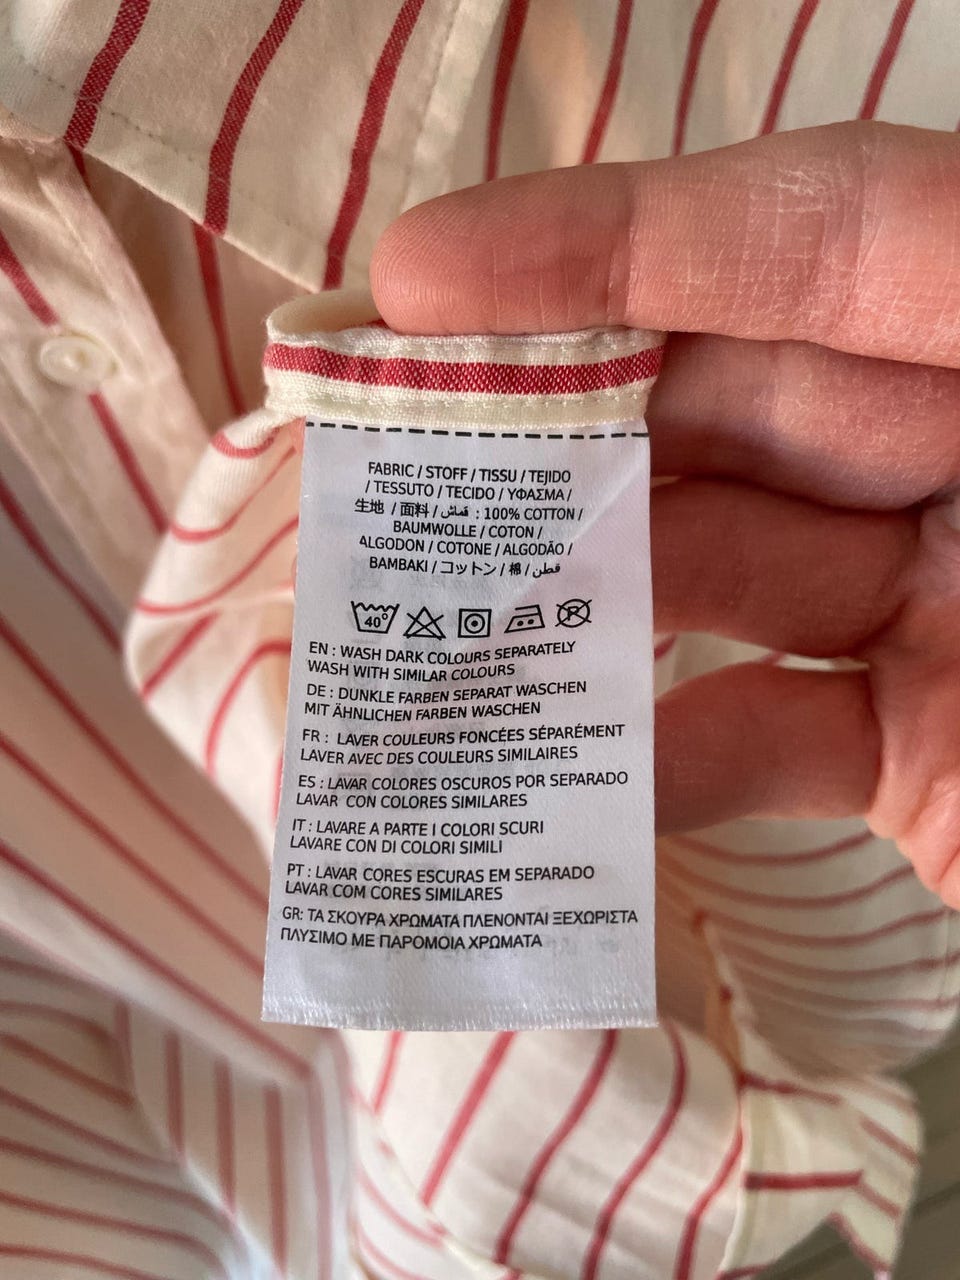 FABRIC / STOFF / TISSU / TEJIDO
/ TESSUTO / TECIDO / ΥΦΑΣΜΑ /
生地 / 面料 / قماش : 100% COTTON /
BAUMWOLLE / COTON /
ALGODON / COTONE / ALGODÃO /
BAMBAKI / コットン / 棉 / قطن
40°
P
EN : WASH DARK COLOURS SEPARATELY
WASH WITH SIMILAR COLOURS
DE : DUNKLE FARBEN SEPARAT WASCHEN
MIT ÄHNLICHEN FARBEN WASCHEN
FR : LAVER COULEURS FONCÉES SÉPARÉMENT
LAVER AVEC DES COULEURS SIMILAIRES
ES : LAVAR COLORES OSCUROS POR SEPARADO
LAVAR CON COLORES SIMILARES
IT : LAVARE A PARTE I COLORI SCURI
LAVARE CON DI COLORI SIMILI
PT : LAVAR CORES ESCURAS EM SEPARADO
LAVAR COM CORES SIMILARES
GR: ΤΑ ΣΚΟΥΡΑ ΧΡΩΜΑΤΑ ΠΛΕΝΟΝΤΑΙ ΞΕΧΩΡΙΣΤΑ
ΠΛΥΣΙΜΟ ΜΕ ΠΑΡΟΜΟΙΑ ΧΡΩΜΑΤΑ